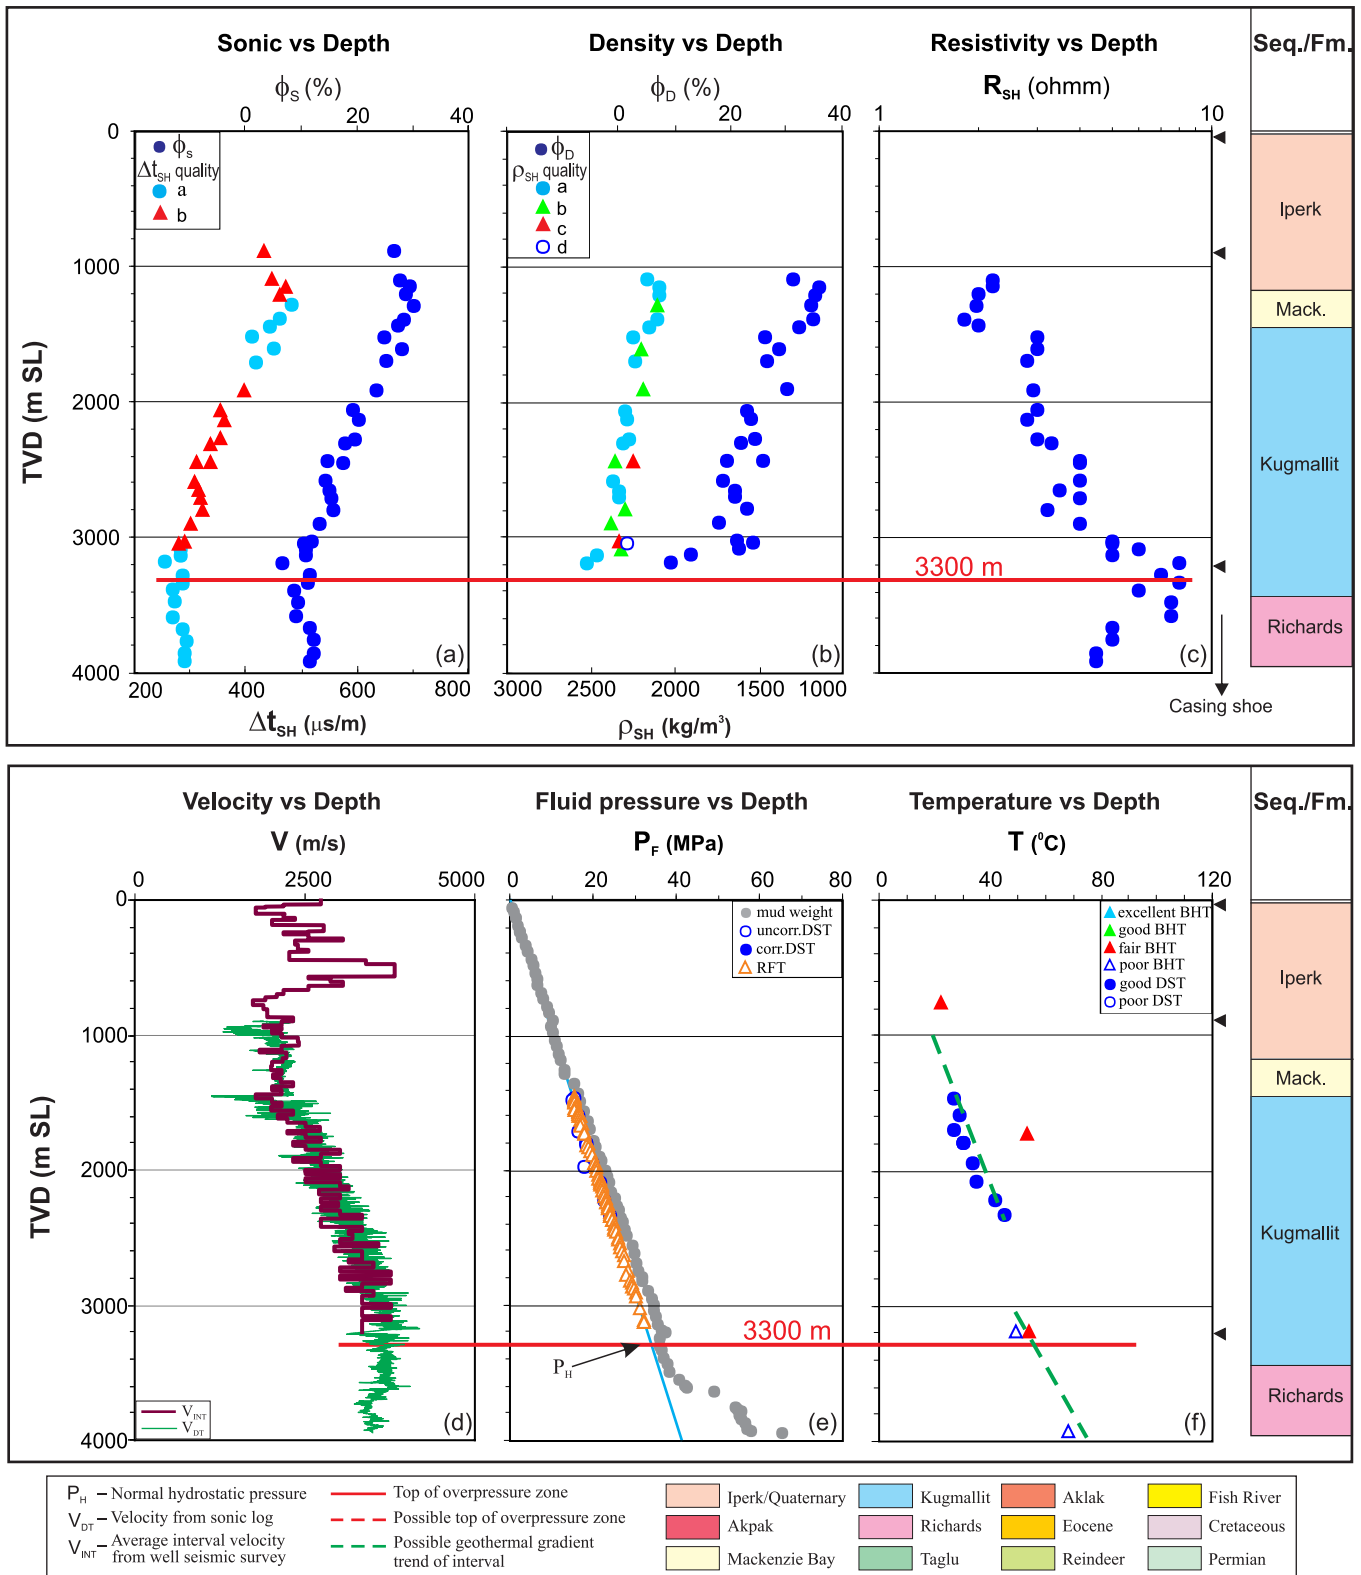 Sonic vs Depth
Density vs Depth
Resistivity vs Depth
Seq./Fm.
ϕS (%)
ϕD (%)
RSH (ohmm)
0 20 40
0 20 40
1 10
TVD (m SL)
0
1000
2000
3000
4000
ϕs
ΔtSH quality
a
b
ϕD
ρSH quality
a
b
c
d
3300 m
(a)
(b)
(c)
200 400 600 800
3000 2500 2000 1500 1000
ΔtSH (μs/m)
ρSH (kg/m³)
Casing shoe
Iperk
Mack.
Kugmallit
Richards
Velocity vs Depth
Fluid pressure vs Depth
Temperature vs Depth
Seq./Fm.
V (m/s)
PF (MPa)
T (⁰C)
0 2500 5000
0 20 40 60 80
0 40 80 120
TVD (m SL)
0
1000
2000
3000
4000
mud weight
uncorr.DST
corr.DST
RFT
excellent BHT
good BHT
fair BHT
poor BHT
good DST
poor DST
3300 m
PH
VINT
VDT
(d)
(e)
(f)
Iperk
Mack.
Kugmallit
Richards
PH – Normal hydrostatic pressure
VDT – Velocity from sonic log
VINT – Average interval velocity
from well seismic survey
Top of overpressure zone
Possible top of overpressure zone
Possible geothermal gradient
trend of interval
Iperk/Quaternary
Kugmallit
Aklak
Fish River
Akpak
Richards
Eocene
Cretaceous
Mackenzie Bay
Taglu
Reindeer
Permian